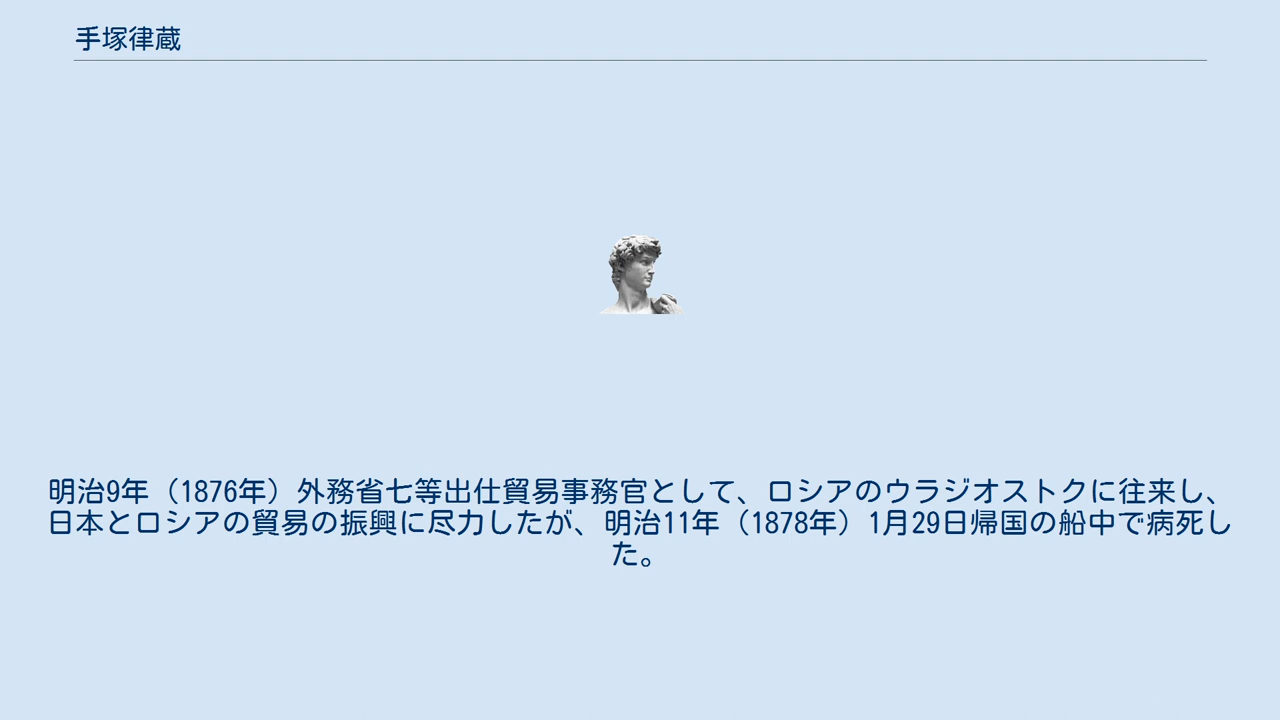 手塚律蔵
明治9年（1876年）外務省七等出仕貿易事務官として、ロシアのウラジオストクに往来し、
日本とロシアの貿易の振興に尽力したが、明治11年（1878年）1月29日帰国の船中で病死し
た。